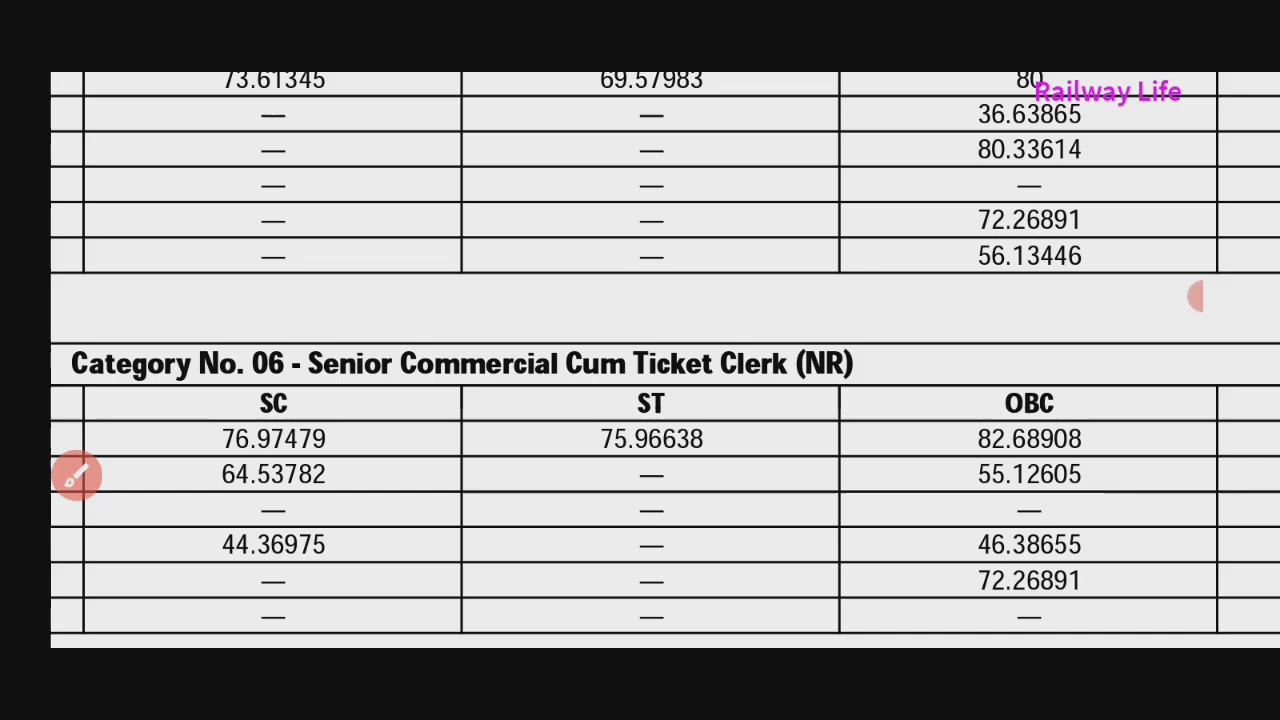 73.61345 69.57983 80
Railway Life
— — 36.63865
— — 80.33614
— — —
— — 72.26891
— — 56.13446
Category No. 06 - Senior Commercial Cum Ticket Clerk (NR)
SC ST OBC
76.97479 75.96638 82.68908
64.53782 — 55.12605
— — —
44.36975 — 46.38655
— — 72.26891
— — —